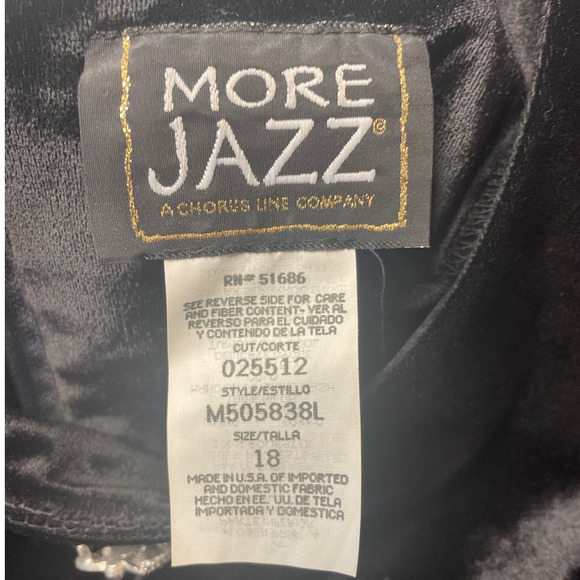 MORE
JAZZ©
A CHORUS LINE COMPANY
RN# 51686
SEE REVERSE SIDE FOR CARE
AND FIBER CONTENT- VER AL
REVERSO PARA EL CUIDADO
Y CONTENIDO DE LA TELA
CUT/CORTE
025512
STYLE/ESTILLO
M505838L
SIZE/TALLA
18
MADE IN U.S.A. OF IMPORTED
AND DOMESTIC FABRIC
HECHO EN EE. UU. DE TELA
IMPORTADA Y DOMESTICA